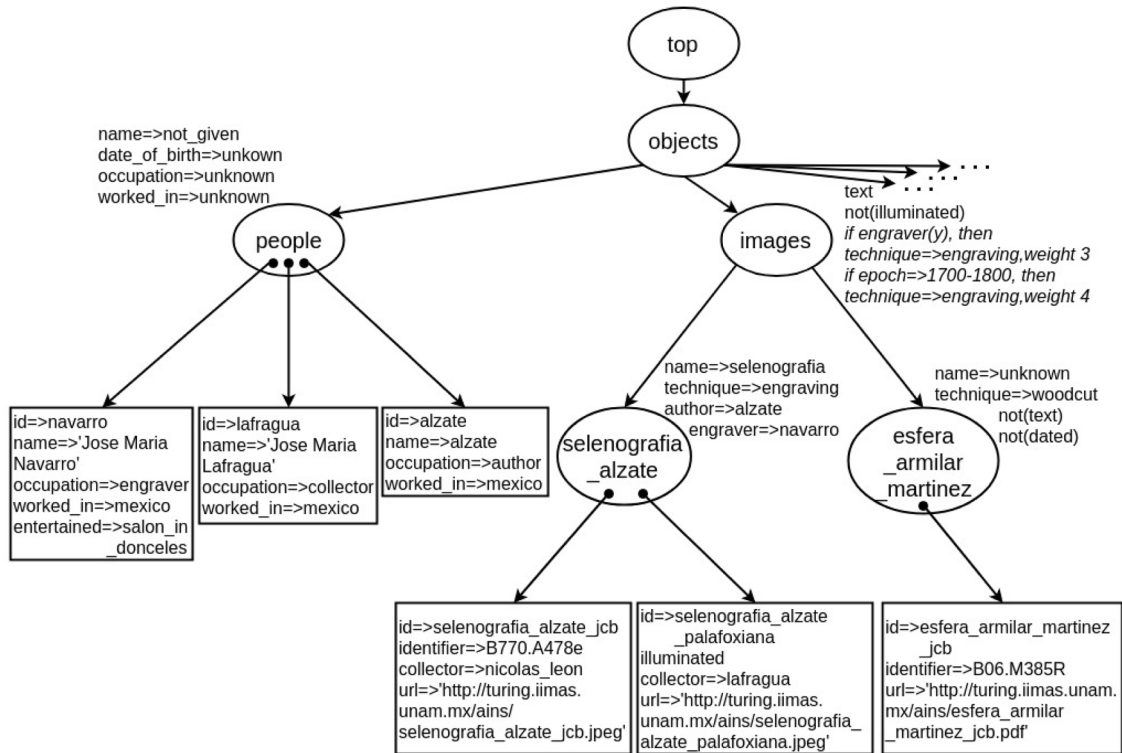 top
objects
name=>not_given
date_of_birth=>unkown
occupation=>unknown
worked_in=>unknown
people
images
text
not(illuminated)
if engraver(y), then
technique=>engraving,weight 3
if epoch=>1700-1800, then
technique=>engraving,weight 4
id=>navarro
name=>'Jose Maria
Navarro'
occupation=>engraver
worked_in=>mexico
entertained=>salon_in
_donceles
id=>lafragua
name=>'Jose Maria
Lafragua'
occupation=>collector
worked_in=>mexico
id=>alzate
name=>alzate
occupation=>author
worked_in=>mexico
name=>selenografia
technique=>engraving
author=>alzate
engraver=>navarro
selenografia
_alzate
name=>unknown
technique=>woodcut
not(text)
not(dated)
esfera
_armilar
_martinez
id=>selenografia_alzate_jcb
identifier=>B770.A478e
collector=>nicolas_leon
url=>'http://turing.iimas.
unam.mx/ains/
selenografia_alzate_jcb.jpeg'
id=>selenografia_alzate
_palafoxiana
illuminated
collector=>lafragua
url=>'http://turing.iimas.
unam.mx/ains/selenografia_
alzate_palafoxiana.jpeg'
id=>esfera_armilar_martinez
_jcb
identifier=>B06.M385R
url=>'http://turing.iimas.unam.
mx/ains/esfera_armilar
_martinez_jcb.pdf'